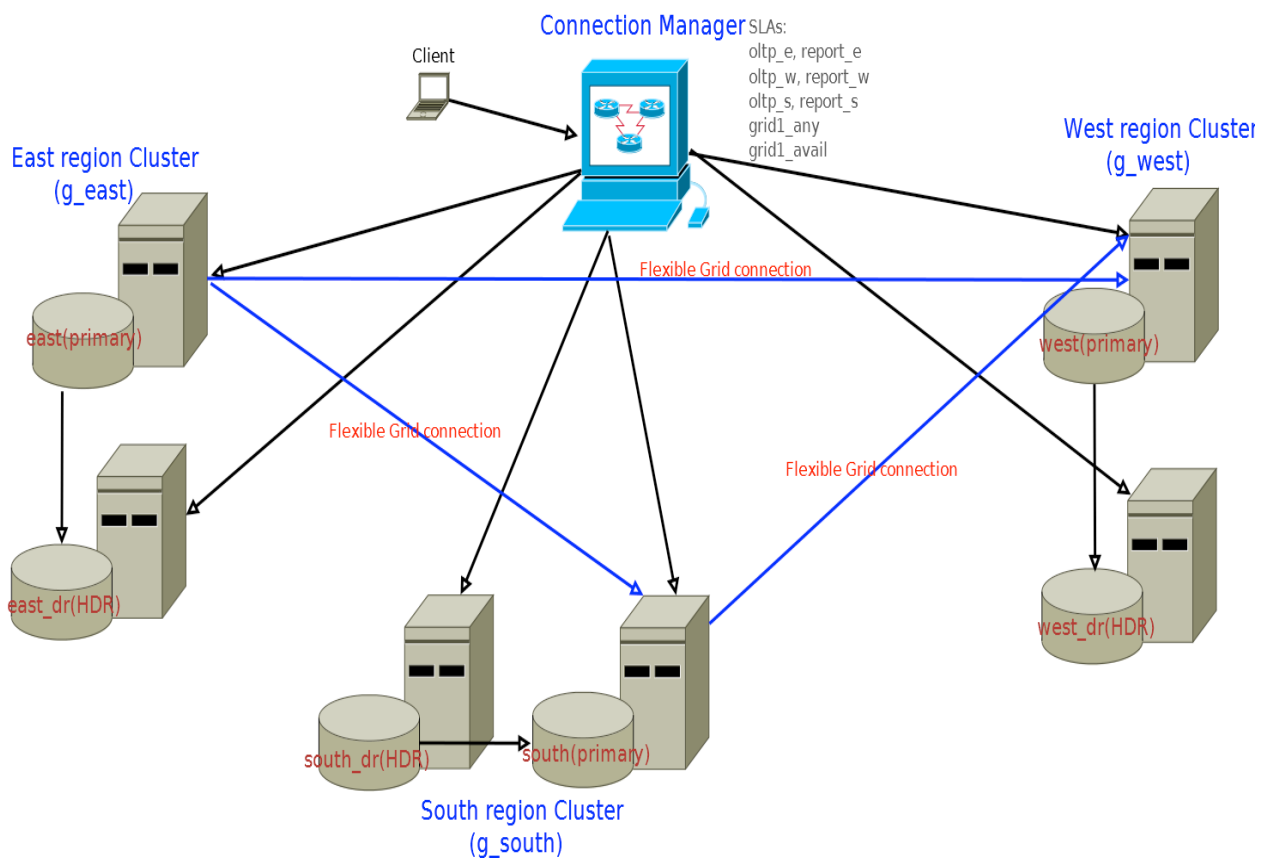 Connection Manager
SLAs:
oltp_e, report_e
oltp_w, report_w
oltp_s, report_s
grid1_any
grid1_avail
Client
East region Cluster
(g_east)
West region Cluster
(g_west)
Flexible Grid connection
east(primary)
west(primary)
Flexible Grid connection
Flexible Grid connection
east_dr(HDR)
west_dr(HDR)
south_dr(HDR)
south(primary)
South region Cluster
(g_south)